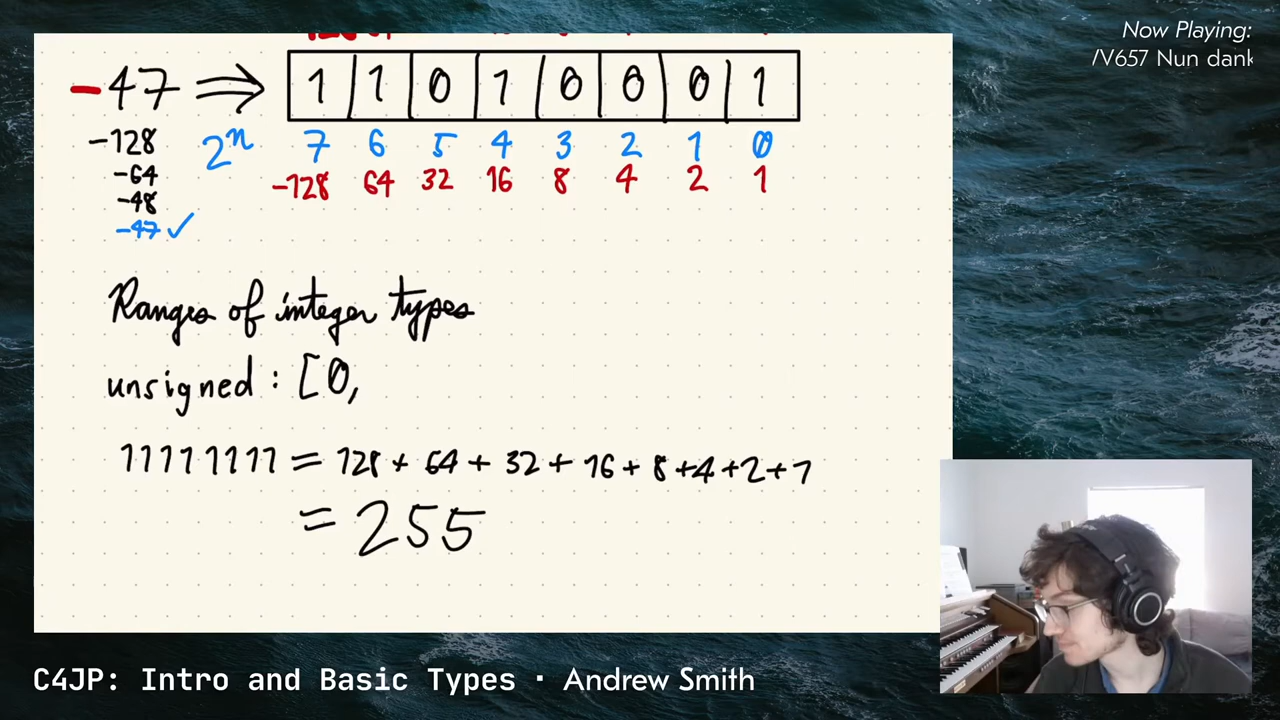 Now Playing:
/V657 Nun dank
-47 ⇒ 1 1 0 1 0 0 0 1
-128 2ⁿ 7 6 5 4 3 2 1 0
-64 -128 64 32 16 8 4 2 1
-48
-47 ✓
Ranges of integer types
unsigned : [0,
11111111 = 128 + 64 + 32 + 16 + 8 + 4 + 2 + 1
= 255
C4JP: Intro and Basic Types · Andrew Smith